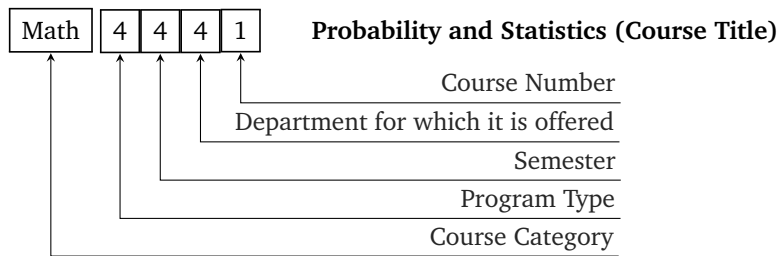 Math 4 4 4 1 Probability and Statistics (Course Title)
Course Number
Department for which it is offered
Semester
Program Type
Course Category